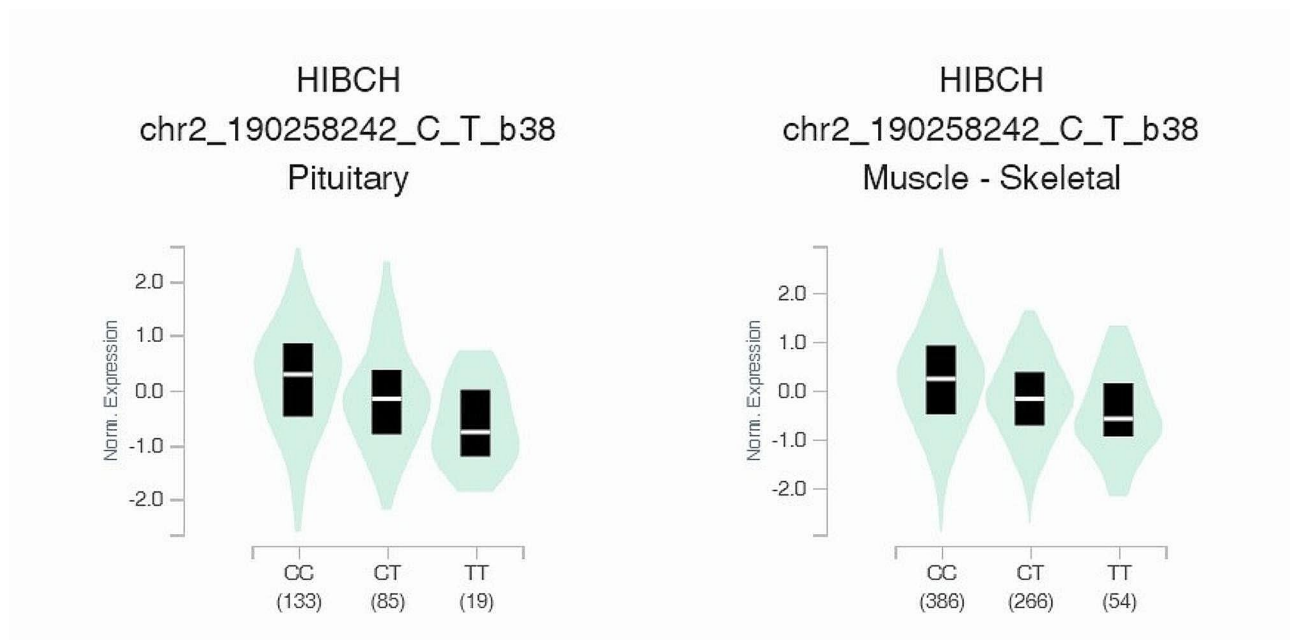 HIBCH
chr2_190258242_C_T_b38
Pituitary
Norm. Expression
2.0
1.0
0.0
-1.0
-2.0
CC CT TT
(133) (85) (19)
HIBCH
chr2_190258242_C_T_b38
Muscle - Skeletal
Norm. Expression
2.0
1.0
0.0
-1.0
-2.0
CC CT TT
(386) (266) (54)